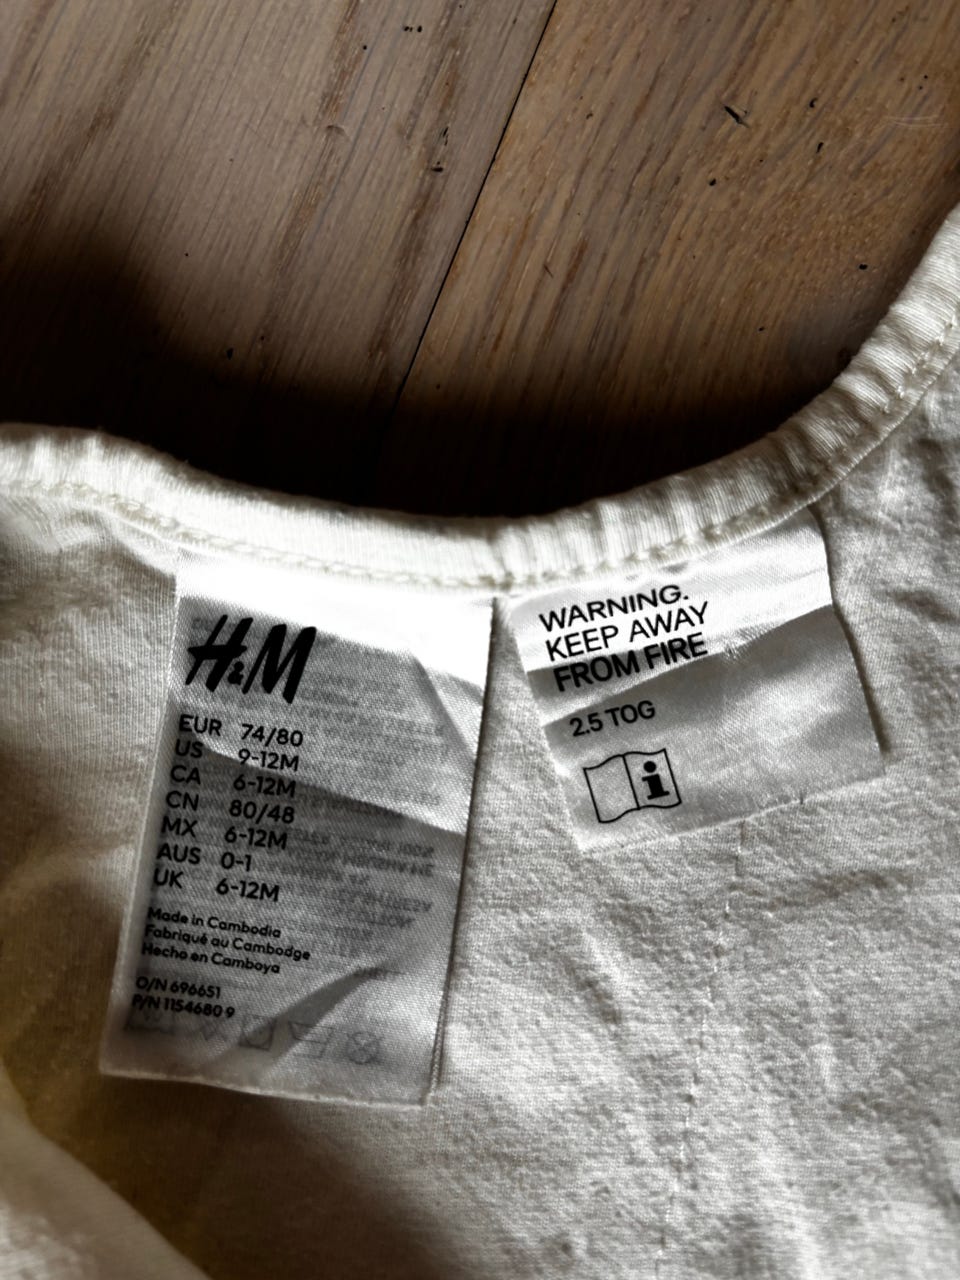 H&M
EUR 74/80
US 9-12M
CA 6-12M
CN 80/48
MX 6-12M
AUS 0-1
UK 6-12M
Made in Cambodia
Fabriqué au Cambodge
Hecho en Camboya
O/N 696651
P/N 1154680 9
WARNING.
KEEP AWAY
FROM FIRE
2.5 TOG
i